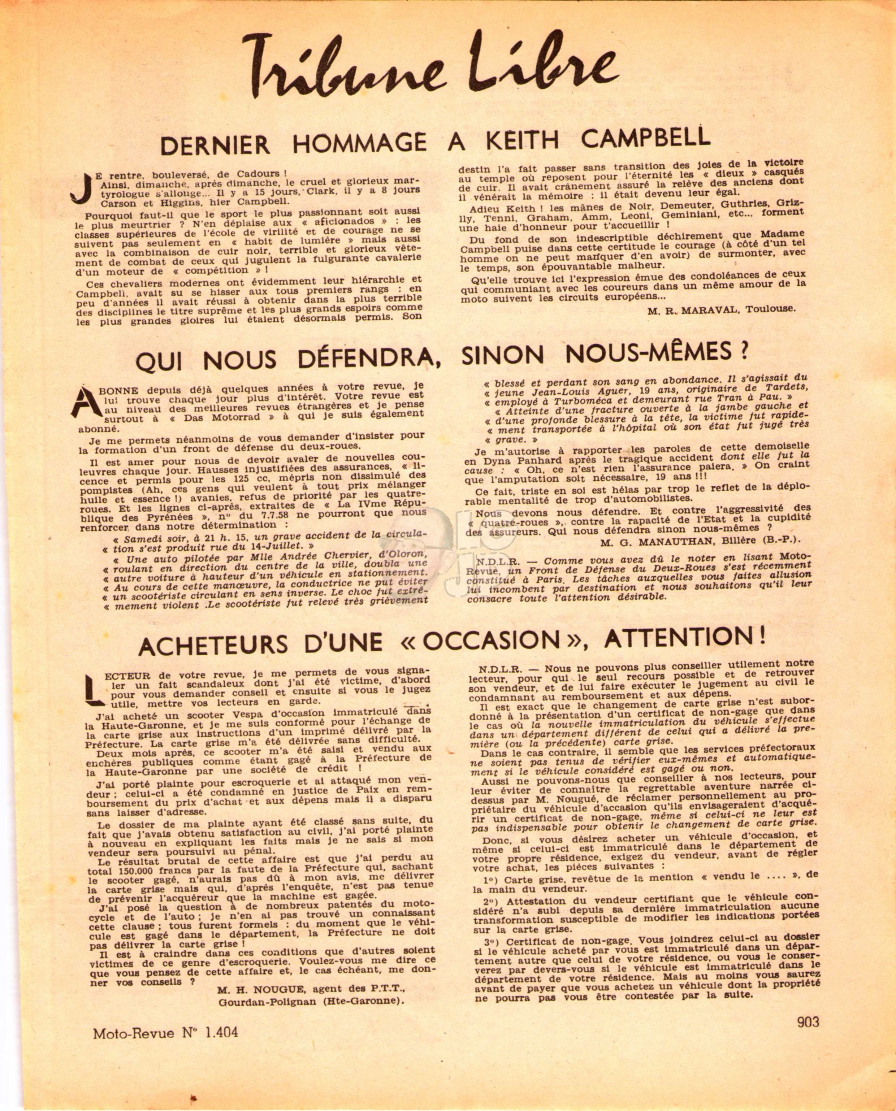 Tribune Libre
DERNIER HOMMAGE A KEITH CAMPBELL
JE rentre, bouleversé, de Cadours !
Ainsi, dimanche, après dimanche, le cruel et glorieux mar-
tyrologue s'allonge... Il y a 15 jours, Clark, il y a 8 jours
Carson et Higgins, hier Campbell.
Pourquoi faut-il que le sport le plus passionnant soit aussi
le plus meurtrier ? N'en déplaise aux « aficionados » : les
classes supérieures de l'école de virilité et de courage ne se
suivent pas seulement en « habit de lumière » mais aussi
avec la combinaison de cuir noir, terrible et glorieux vête-
ment de combat de ceux qui jugulent la fulgurante cavalerie
d'un moteur de « compétition » !
Ces chevaliers modernes ont évidemment leur hiérarchie et
Campbell, avait su se hisser aux tous premiers rangs : en
peu d'années il avait réussi à obtenir dans la plus terrible
des disciplines le titre suprême et les plus grands espoirs comme
les plus grandes gloires lui étaient désormais permis. Son
destin l'a fait passer sans transition des joies de la victoire
au temple où reposent pour l'éternité les « dieux » casqués
de cuir. Il avait crânement assuré la relève des anciens dont
il vénérait la mémoire : il était devenu leur égal.
Adieu Keith ! les mânes de Noir, Demeuter, Guthries, Griz-
lly, Tenni, Graham, Amm, Leoni, Geminiani, etc... forment
une haie d'honneur pour t'accueillir !
Du fond de son indescriptible déchirement que Madame
Campbell puise dans cette certitude le courage (à côté d'un tel
homme on ne peut manquer d'en avoir) de surmonter, avec
le temps, son épouvantable malheur.
Qu'elle trouve ici l'expression émue des condoléances de ceux
qui communiant avec les coureurs dans un même amour de la
moto suivent les circuits européens...
M. R. MARAVAL, Toulouse.
QUI NOUS DÉFENDRA, SINON NOUS-MÊMES ?
ABONNE depuis déjà quelques années à votre revue, je
lui trouve chaque jour plus d'intérêt. Votre revue est
au niveau des meilleures revues étrangères et je pense
surtout à « Das Motorrad » à qui je suis également
abonné.
Je me permets néanmoins de vous demander d'insister pour
la formation d'un front de défense du deux-roues.
Il est amer pour nous de devoir avaler de nouvelles cou-
leuvres chaque jour. Hausses injustifiées des assurances, « li-
cence et permis pour les 125 cc, mépris non dissimulé des
pompistes (Ah, ces gens qui veulent à tout prix mélanger
huile et essence !) avanies, refus de priorité par les quatre-
roues. Et les lignes ci-après, extraites de « La IVme Répu-
blique des Pyrénées », n° du 7.7.58 ne pourront que nous
renforcer dans notre détermination :
« Samedi soir, à 21 h. 15, un grave accident de la circula-
« tion s'est produit rue du 14-Juillet. »
« Une auto pilotée par Mlle Andrée Chervier, d'Oloron,
« roulant en direction du centre de la ville, doubla une
« autre voiture à hauteur d'un véhicule en stationnement.
« Au cours de cette manœuvre, la conductrice ne put éviter
« un scootériste circulant en sens inverse. Le choc fut extrê-
« mement violent .Le scootériste fut relevé très grièvement
« blessé et perdant son sang en abondance. Il s'agissait du
« jeune Jean-Louis Aguer, 19 ans, originaire de Tardets,
« employé à Turboméca et demeurant rue Tran à Pau. »
« Atteinte d'une fracture ouverte à la jambe gauche et
« d'une profonde blessure à la tête, la victime fut rapide-
« ment transportée à l'hôpital où son état fut jugé très
« grave. »
Je m'autorise à rapporter les paroles de cette demoiselle
en Dyna Panhard après le tragique accident dont elle fut la
cause : « Oh, ce n'est rien l'assurance paiera. » On craint
que l'amputation soit nécessaire, 19 ans !!!
Ce fait, triste en soi est hélas par trop le reflet de la déplo-
rable mentalité de trop d'automobilistes.
Nous devons nous défendre. Et contre l'aggressivité des
« quatre-roues », contre la rapacité de l'Etat et la cupidité
des assureurs. Qui nous défendra sinon nous-mêmes ?
M. G. MANAUTHAN, Billère (B.-P.).
N.D.L.R. — Comme vous avez dû le noter en lisant Moto-
Revue, un Front de Défense du Deux-Roues s'est récemment
constitué à Paris. Les tâches auxquelles vous faites allusion
lui incombent par destination et nous souhaitons qu'il leur
consacre toute l'attention désirable.
ACHETEURS D'UNE « OCCASION », ATTENTION !
LECTEUR de votre revue, je me permets de vous signa-
ler un fait scandaleux dont j'ai été victime, d'abord
pour vous demander conseil et ensuite si vous le jugez
utile, mettre vos lecteurs en garde.
J'ai acheté un scooter Vespa d'occasion immatriculé dans
la Haute-Garonne, et je me suis conformé pour l'échange de
la carte grise aux instructions d'un imprimé délivré par la
Préfecture. La carte grise m'a été délivrée sans difficulté.
Deux mois après, ce scooter m'a été saisi et vendu aux
enchères publiques comme étant gagé à la Préfecture de
la Haute-Garonne par une société de crédit !
J'ai porté plainte pour escroquerie et ai attaqué mon ven-
deur ; celui-ci a été condamné en justice de Paix en rem-
boursement du prix d'achat et aux dépens mais il a disparu
sans laisser d'adresse.
Le dossier de ma plainte ayant été classé sans suite, du
fait que j'avais obtenu satisfaction au civil, j'ai porté plainte
à nouveau en expliquant les faits mais je ne sais si mon
vendeur sera poursuivi au pénal.
Le résultat brutal de cette affaire est que j'ai perdu au
total 150.000 francs par la faute de la Préfecture qui, sachant
le scooter gagé, n'aurais pas dû à mon avis, me délivrer
la carte grise mais qui, d'après l'enquête, n'est pas tenue
de prévenir l'acquéreur que la machine est gagée.
J'ai posé la question à de nombreux patentés du moto-
cycle et de l'auto ; je n'en ai pas trouvé un connaissant
cette clause ; tous furent formels : du moment que le véhi-
cule est gagé dans le département, la Préfecture ne doit
pas délivrer la carte grise !
Il est à craindre dans ces conditions que d'autres soient
victimes de ce genre d'escroquerie. Voulez-vous me dire ce
que vous pensez de cette affaire et, le cas échéant, me don-
ner vos conseils ?
M. H. NOUGUE, agent des P.T.T.,
Gourdan-Polignan (Hte-Garonne).
N.D.L.R. — Nous ne pouvons plus conseiller utilement notre
lecteur, pour qui le seul recours possible et de retrouver
son vendeur, et de lui faire exécuter le jugement au civil le
condamnant au remboursement et aux dépens.
Il est exact que le changement de carte grise n'est subor-
donné à la présentation d'un certificat de non-gage que dans
le cas où la nouvelle immatriculation du véhicule s'effectue
dans un département différent de celui qui a délivré la pre-
mière (ou la précédente) carte grise.
Dans le cas contraire, il semble que les services préfectoraux
ne soient pas tenus de vérifier eux-mêmes et automatique-
ment si le véhicule considéré est gagé ou non.
Aussi ne pouvons-nous que conseiller à nos lecteurs, pour
leur éviter de connaître la regrettable aventure narrée ci-
dessus par M. Nougué, de réclamer personnellement au pro-
priétaire du véhicule d'occasion qu'ils envisageraient d'acqué-
rir un certificat de non-gage, même si celui-ci ne leur est
pas indispensable pour obtenir le changement de carte grise.
Donc, si vous désirez acheter un véhicule d'occasion, et
même si celui-ci est immatriculé dans le département de
votre propre résidence, exigez du vendeur, avant de régler
votre achat, les pièces suivantes :
1°) Carte grise, revêtue de la mention « vendu le .... », de
la main du vendeur.
2°) Attestation du vendeur certifiant que le véhicule con-
sidéré n'a subi depuis sa dernière immatriculation aucune
transformation susceptible de modifier les indications portées
sur la carte grise.
3°) Certificat de non-gage. Vous joindrez celui-ci au dossier
si le véhicule acheté par vous est immatriculé dans un dépar-
tement autre que celui de votre résidence, ou vous le conser-
verez par devers-vous si le véhicule est immatriculé dans le
département de votre résidence. Mais au moins vous saurez
avant de payer que vous achetez un véhicule dont la propriété
ne pourra pas vous être contestée par la suite.
Moto-Revue N° 1.404
903